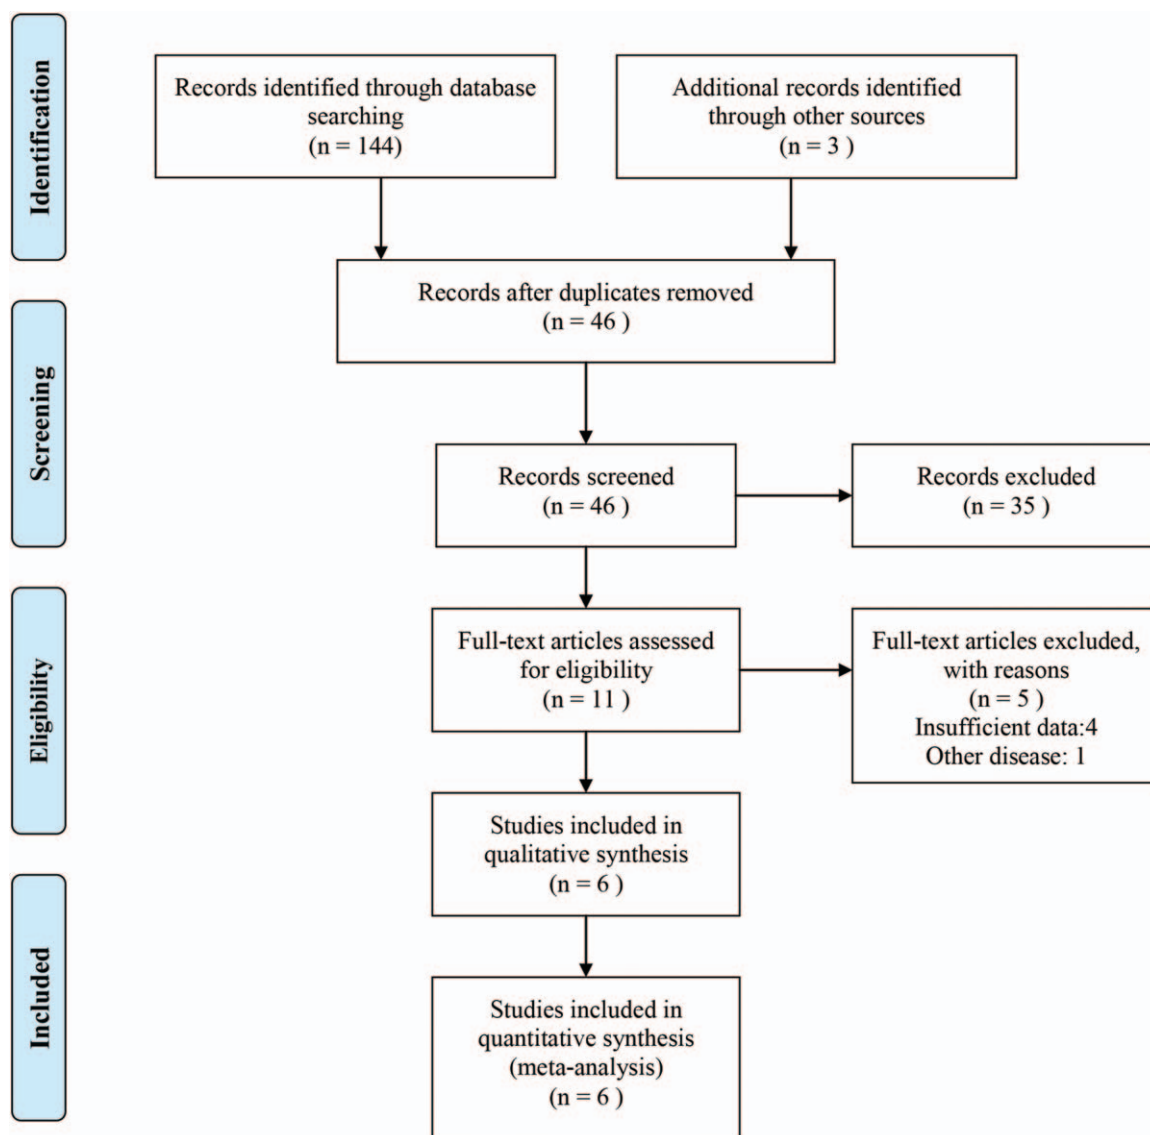 Identification
Records identified through database
searching
(n = 144)
Additional records identified
through other sources
(n = 3 )
Records after duplicates removed
(n = 46 )
Screening
Records screened
(n = 46 )
Records excluded
(n = 35 )
Eligibility
Full-text articles assessed
for eligibility
(n = 11 )
Full-text articles excluded,
with reasons
(n = 5 )
Insufficient data:4
Other disease: 1
Studies included in
qualitative synthesis
(n = 6 )
Included
Studies included in
quantitative synthesis
(meta-analysis)
(n = 6 )